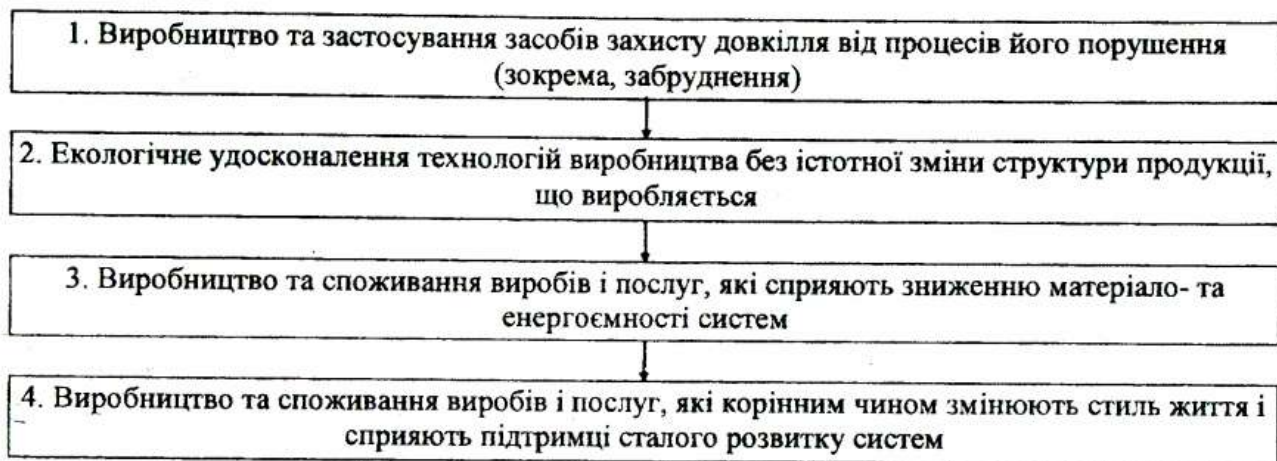 1. Виробництво та застосування засобів захисту довкілля від процесів його порушення
(зокрема, забруднення)
2. Екологічне удосконалення технологій виробництва без істотної зміни структури продукції,
що виробляється
3. Виробництво та споживання виробів і послуг, які сприяють зниженню матеріало- та
енергоємності систем
4. Виробництво та споживання виробів і послуг, які корінним чином змінюють стиль життя і
сприяють підтримці сталого розвитку систем